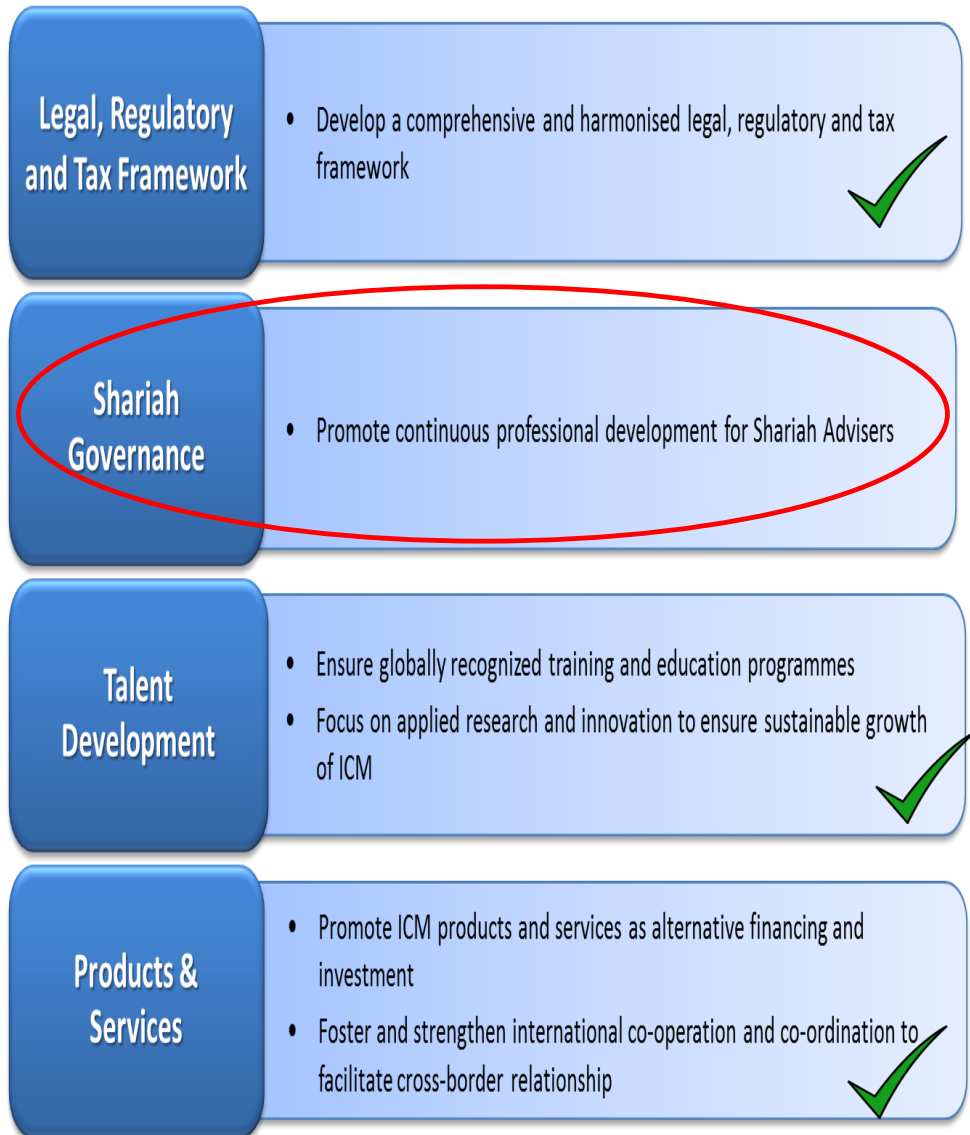 Legal, Regulatory
and Tax Framework
• Develop a comprehensive and harmonised legal, regulatory and tax
framework
Shariah
Governance
• Promote continuous professional development for Shariah Advisers
Talent
Development
• Ensure globally recognized training and education programmes
• Focus on applied research and innovation to ensure sustainable growth
of ICM
Products &
Services
• Promote ICM products and services as alternative financing and
investment
• Foster and strengthen international co-operation and co-ordination to
facilitate cross-border relationship